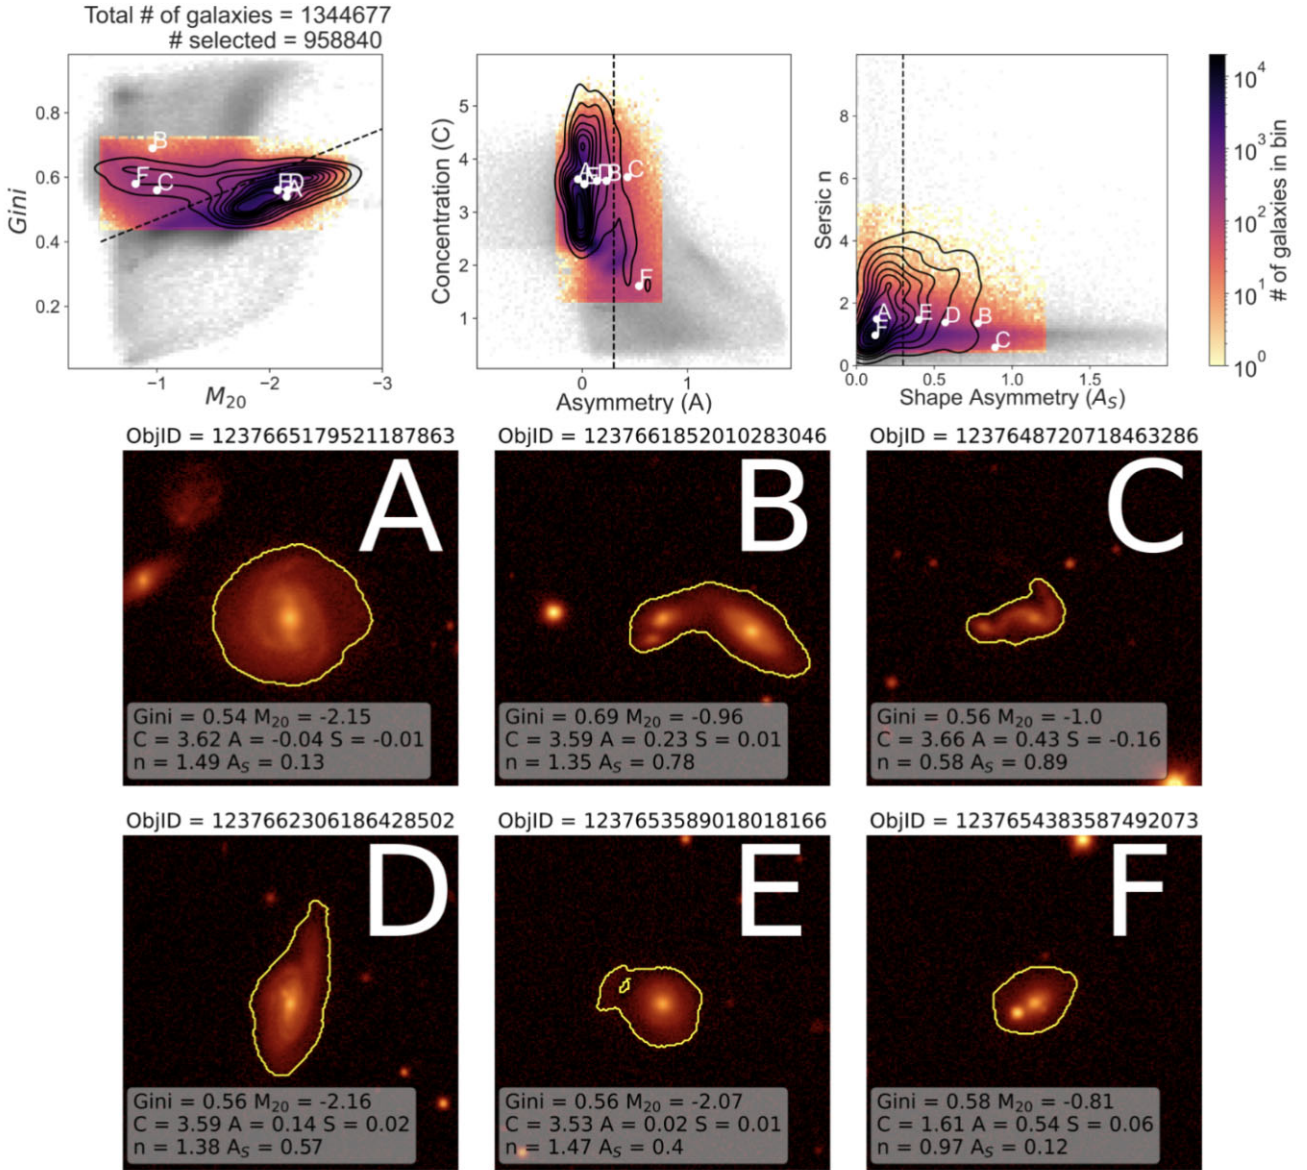 Total # of galaxies = 1344677
# selected = 958840
Gini
0.8
0.6
0.4
0.2
B
F
C
D
A
−1
−2
−3
M20
Concentration (C)
5
4
3
2
1
A
E
D
B
C
F
0
1
Asymmetry (A)
Sersic n
8
6
4
2
0
A
F
E
D
B
C
0.0
0.5
1.0
1.5
Shape Asymmetry (AS)
10^4
10^3
10^2
10^1
10^0
# of galaxies in bin
ObjID = 1237665179521187863
A
Gini = 0.54 M20 = -2.15
C = 3.62 A = -0.04 S = -0.01
n = 1.49 AS = 0.13
ObjID = 1237661852010283046
B
Gini = 0.69 M20 = -0.96
C = 3.59 A = 0.23 S = 0.01
n = 1.35 AS = 0.78
ObjID = 1237648720718463286
C
Gini = 0.56 M20 = -1.0
C = 3.66 A = 0.43 S = -0.16
n = 0.58 AS = 0.89
ObjID = 1237662306186428502
D
Gini = 0.56 M20 = -2.16
C = 3.59 A = 0.14 S = 0.02
n = 1.38 AS = 0.57
ObjID = 1237653589018018166
E
Gini = 0.56 M20 = -2.07
C = 3.53 A = 0.02 S = 0.01
n = 1.47 AS = 0.4
ObjID = 1237654383587492073
F
Gini = 0.58 M20 = -0.81
C = 1.61 A = 0.54 S = 0.06
n = 0.97 AS = 0.12